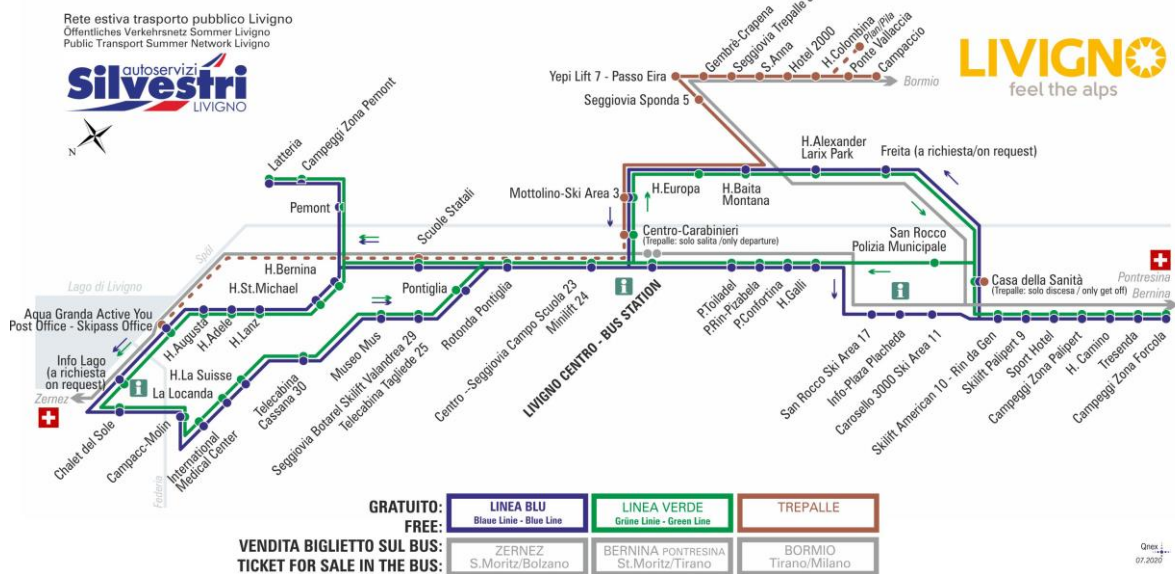 Rete estiva trasporto pubblico Livigno
Öffentliches Verkehrsnetz Sommer Livigno
Public Transport Summer Network Livigno
autoservizi
Silvestri
LIVIGNO
N
LIVIGNO
feel the alps
Gembrè-Crapena
Seggiovia Trepalle
S.Anna
Hotel 2000
H.Colombina
Plan/Pila
Ponte Vallaccia
Campaccio
Yepi Lift 7 - Passo Eira
Bormio
Seggiovia Sponda 5
Latteria
Campeggi Zona Pemont
Pemont
Mottolino-Ski Area 3
H.Europa
H.Baita
Montana
H.Alexander
Larix Park
Freita (a richiesta/on request)
Scuole Statali
Centro-Carabinieri
(Trepalle: solo salita /only departure)
San Rocco
Polizia Municipale
Casa della Sanità
(Trepalle: solo discesa / only get off)
Pontresina
Bernina
Spöl
Lago di Livigno
Aqua Granda Active You
Post Office - Skipass Office
Info Lago
(a richiesta
on request)
Zernez
H.Bernina
H.St.Michael
H.Augusta
H.Adele
H.Lanz
H.La Suisse
La Locanda
Pontiglia
i
i
i
Chalet del Sole
Campacc-Molin
International
Medical Center
Federia
Telecabina
Cassana 30
Museo Mus
Seggiovia Botarel Skilift Valandrea 29
Telecabina Tagliede 25
Rotonda Pontiglia
Centro -Seggiovia Campo Scuola 23
Minilift 24
LIVIGNO CENTRO - BUS STATION
P.Toiladel
P.Rin-Pzabela
P.Confortina
H.Galli
San Rocco Ski Area 17
Info-Plaza Placheda
Carosello 3000 Ski Area 11
Skilift American 10 - Rin da Gen
Skilift Palipert 9
Sport Hotel
Campeggi Zona Palipert
H. Camino
Tresenda
Campeggi Zona Forcola
GRATUITO:
FREE:
LINEA BLU
Blaue Linie - Blue Line
LINEA VERDE
Grüne Linie - Green Line
TREPALLE
VENDITA BIGLIETTO SUL BUS:
TICKET FOR SALE IN THE BUS:
ZERNEZ
S.Moritz/Bolzano
BERNINA PONTRESINA
St.Moritz/Tirano
BORMIO
Tirano/Milano
Qnex
07.2020